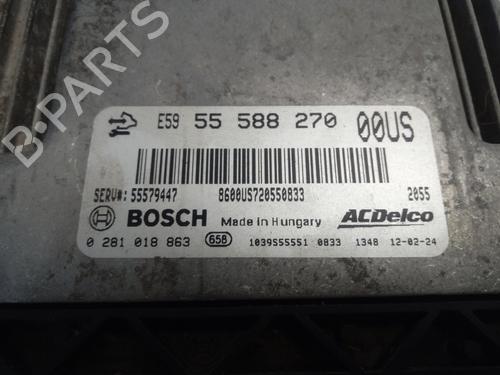 B-PARTS
E59 55 588 270 00US
SERV#: 55579447 8600US720550833 2055
BOSCH Made in Hungary ACDelco
0 281 018 863 658 1039S55551 0833 1348 12-02-24